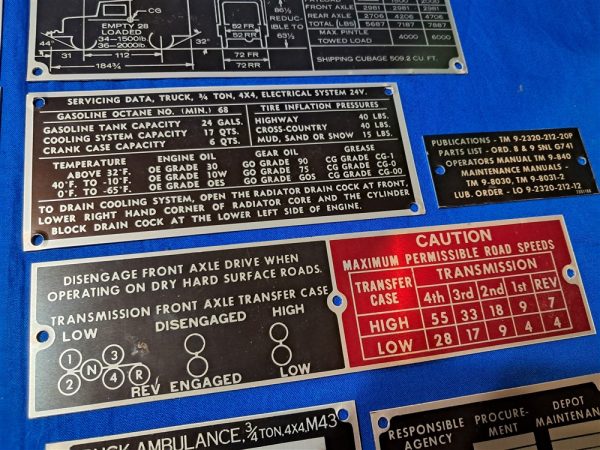 FRONT AXLE 2981 2981 2981
REAR AXLE 2706 4206 4706
TOTAL (LBS) 5687 7187 7687
MAX. PINTLE
TOWED LOAD 4000 6000
SHIPPING CUBAGE 509.2 CU. FT.
86½
REDUC-
IBLE TO
CG
EMPTY 28
LOADED
34-1500lb
36-2000lb
44°
32°
31
112
184¾
52 FR
52 RR
72 FR
72 RR
SERVICING DATA, TRUCK, ¾ TON, 4X4, ELECTRICAL SYSTEM 24V.
GASOLINE OCTANE NO. (MIN.) 68
GASOLINE TANK CAPACITY 24 GALS.
COOLING SYSTEM CAPACITY 17 QTS.
CRANK CASE CAPACITY 6 QTS.
TIRE INFLATION PRESSURES
HIGHWAY 40 LBS.
CROSS-COUNTRY 40 LBS.
MUD, SAND OR SNOW 15 LBS.
TEMPERATURE ENGINE OIL GEAR OIL GREASE
ABOVE 32°F. OE GRADE 30 GO GRADE 90 CG GRADE CG-1
40°F. TO -10°F. OE GRADE 10W GO GRADE 75 CG GRADE CG-0
0°F. TO -65°F. OE GRADE OES GO GRADE GOS CG GRADE CG-00
TO DRAIN COOLING SYSTEM, OPEN THE RADIATOR DRAIN COCK AT FRONT,
LOWER RIGHT HAND CORNER OF RADIATOR CORE AND THE CYLINDER
BLOCK DRAIN COCK AT THE LOWER LEFT SIDE OF ENGINE.
PUBLICATIONS - TM 9-2320-212-20P
PARTS LIST - ORD. 8 & 9 SNL G741
OPERATORS MANUAL TM 9-840
MAINTENANCE MANUALS -
TM 9-8030, TM 9-8031-2
LUB. ORDER - LO 9-2320-212-12
DISENGAGE FRONT AXLE DRIVE WHEN
OPERATING ON DRY HARD SURFACE ROADS.
TRANSMISSION FRONT AXLE TRANSFER CASE
LOW DISENGAGED HIGH
1 3
N
2 4 R
REV ENGAGED LOW
CAUTION
MAXIMUM PERMISSIBLE ROAD SPEEDS
TRANSFER CASE
TRANSMISSION
4th 3rd 2nd 1st REV
HIGH 55 33 18 9 7
LOW 28 17 9 4 4
TRUCK AMBULANCE, ¾ TON, 4X4, M43
RESPONSIBLE AGENCY
PROCURE-
MENT
DEPOT
MAINTENAN